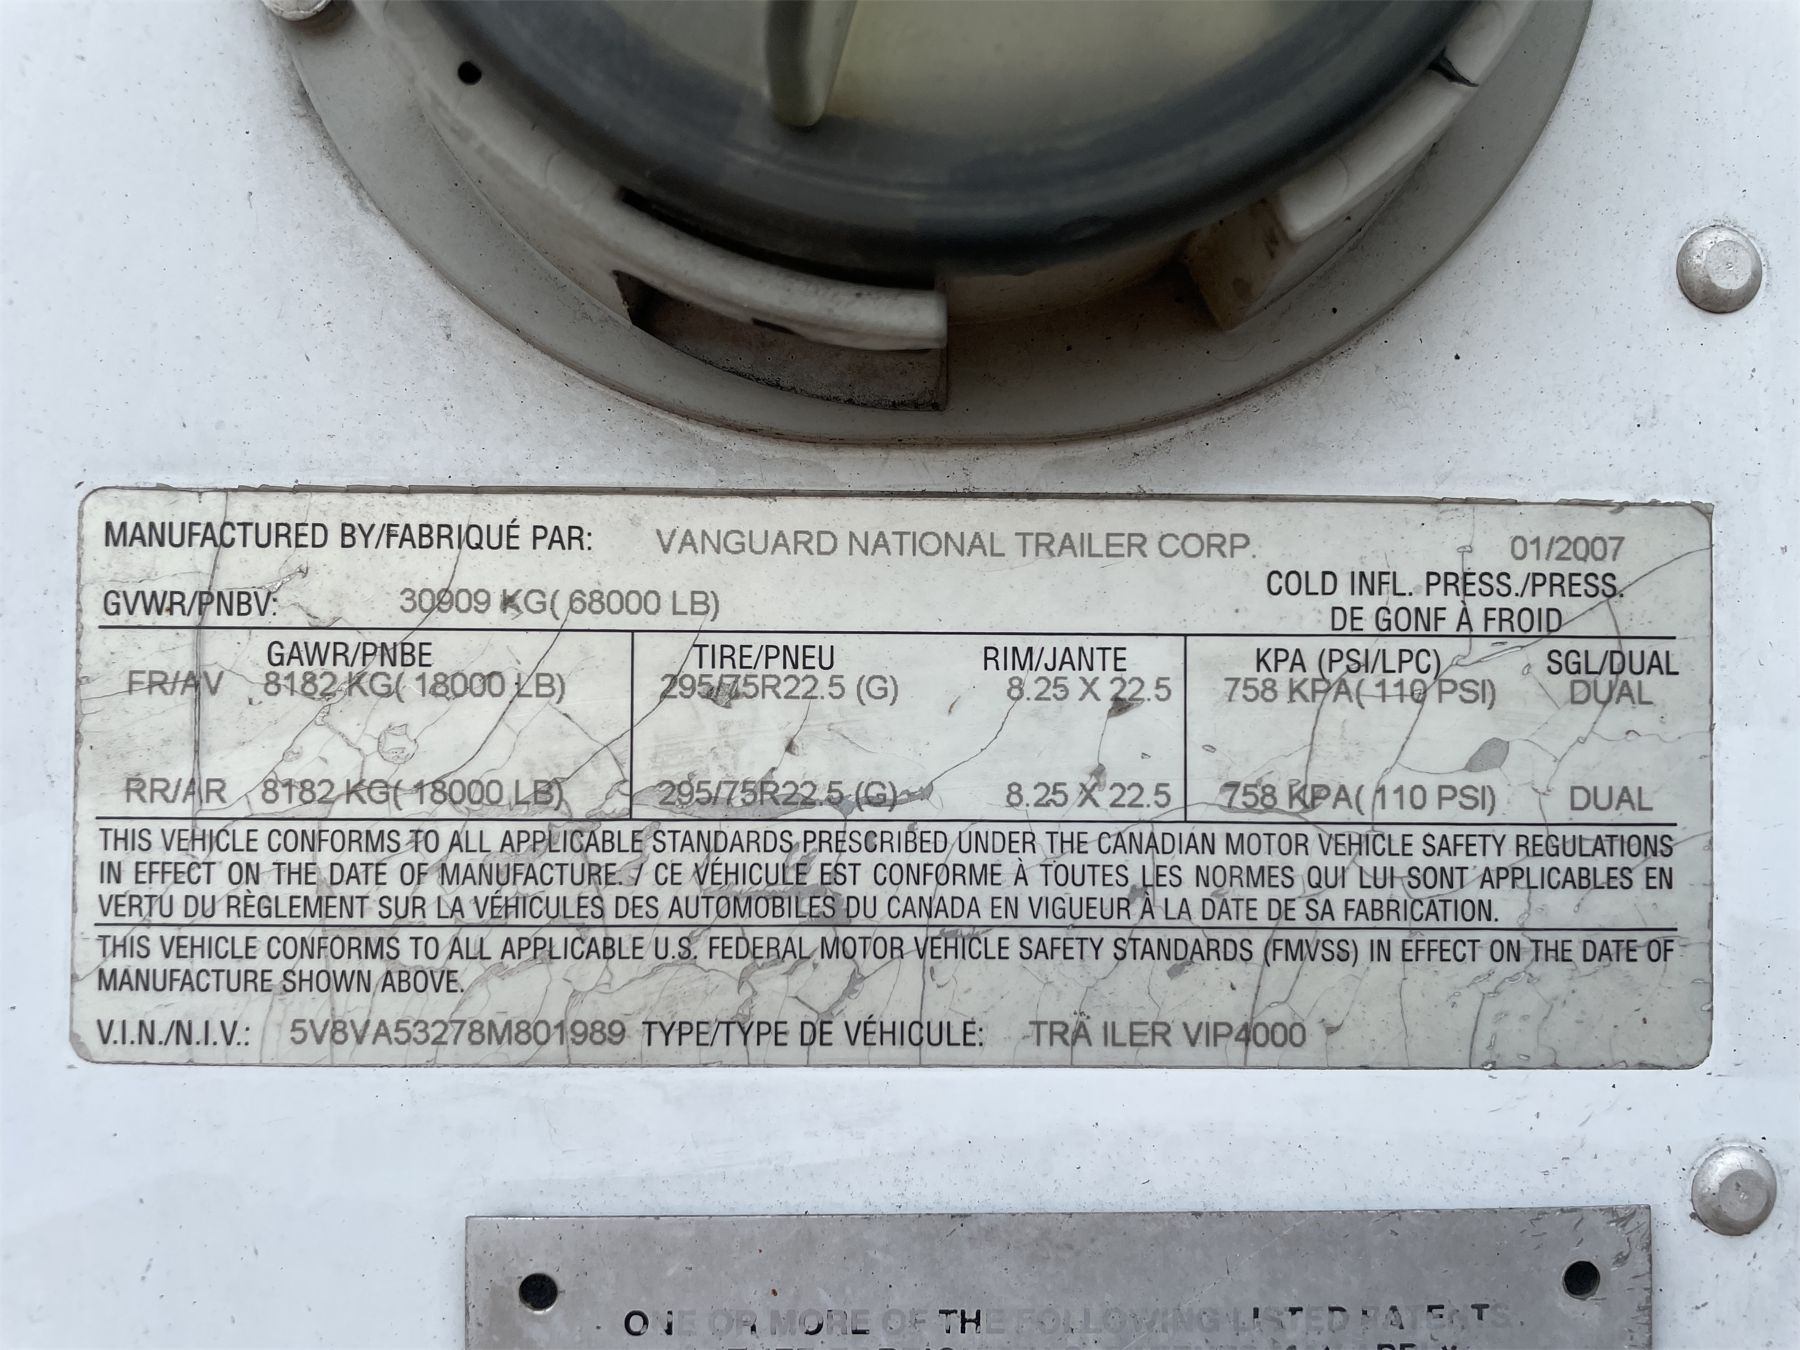 MANUFACTURED BY/FABRIQUÉ PAR: VANGUARD NATIONAL TRAILER CORP. 01/2007
GVWR/PNBV: 30909 KG( 68000 LB) COLD INFL. PRESS./PRESS.
DE GONF À FROID
GAWR/PNBE TIRE/PNEU RIM/JANTE KPA (PSI/LPC) SGL/DUAL
FR/AV 8182 KG( 18000 LB) 295/75R22.5 (G) 8.25 X 22.5 758 KPA( 110 PSI) DUAL
RR/AR 8182 KG( 18000 LB) 295/75R22.5 (G) 8.25 X 22.5 758 KPA( 110 PSI) DUAL
THIS VEHICLE CONFORMS TO ALL APPLICABLE STANDARDS PRESCRIBED UNDER THE CANADIAN MOTOR VEHICLE SAFETY REGULATIONS
IN EFFECT ON THE DATE OF MANUFACTURE. / CE VÉHICULE EST CONFORME À TOUTES LES NORMES QUI LUI SONT APPLICABLES EN
VERTU DU RÈGLEMENT SUR LA VÉHICULES DES AUTOMOBILES DU CANADA EN VIGUEUR À LA DATE DE SA FABRICATION.
THIS VEHICLE CONFORMS TO ALL APPLICABLE U.S. FEDERAL MOTOR VEHICLE SAFETY STANDARDS (FMVSS) IN EFFECT ON THE DATE OF
MANUFACTURE SHOWN ABOVE.
V.I.N./N.I.V.: 5V8VA53278M801989 TYPE/TYPE DE VÉHICULE: TRA ILER VIP4000
ONE OR MORE OF THE FOLLOWING LISTED PATENTS